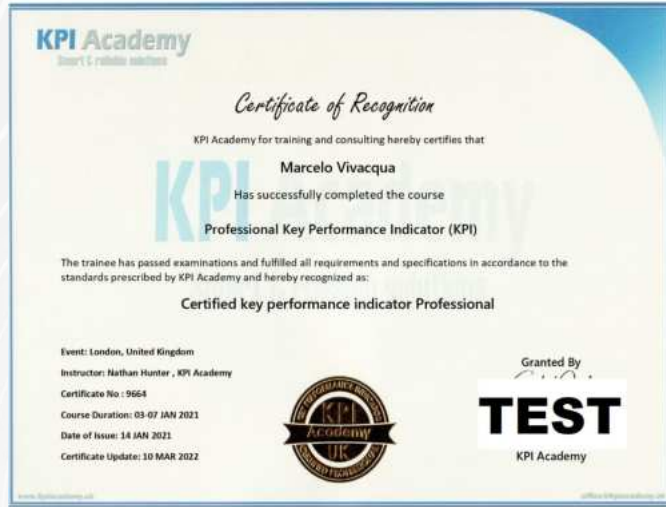 KPI Academy
Smart & reliable solutions
Certificate of Recognition
KPI Academy for training and consulting hereby certifies that
Marcelo Vivacqua
Has successfully completed the course
Professional Key Performance Indicator (KPI)
The trainee has passed examinations and fulfilled all requirements and specifications in accordance to the
standards prescribed by KPI Academy and hereby recognized as:
Certified key performance indicator Professional
Event: London, United Kingdom
Instructor: Nathan Hunter , KPI Academy
Certificate No : 9664
Course Duration: 03-07 JAN 2021
Date of Issue: 14 JAN 2021
Certificate Update: 10 MAR 2022
KPI
Academy
UK
Granted By
TEST
KPI Academy